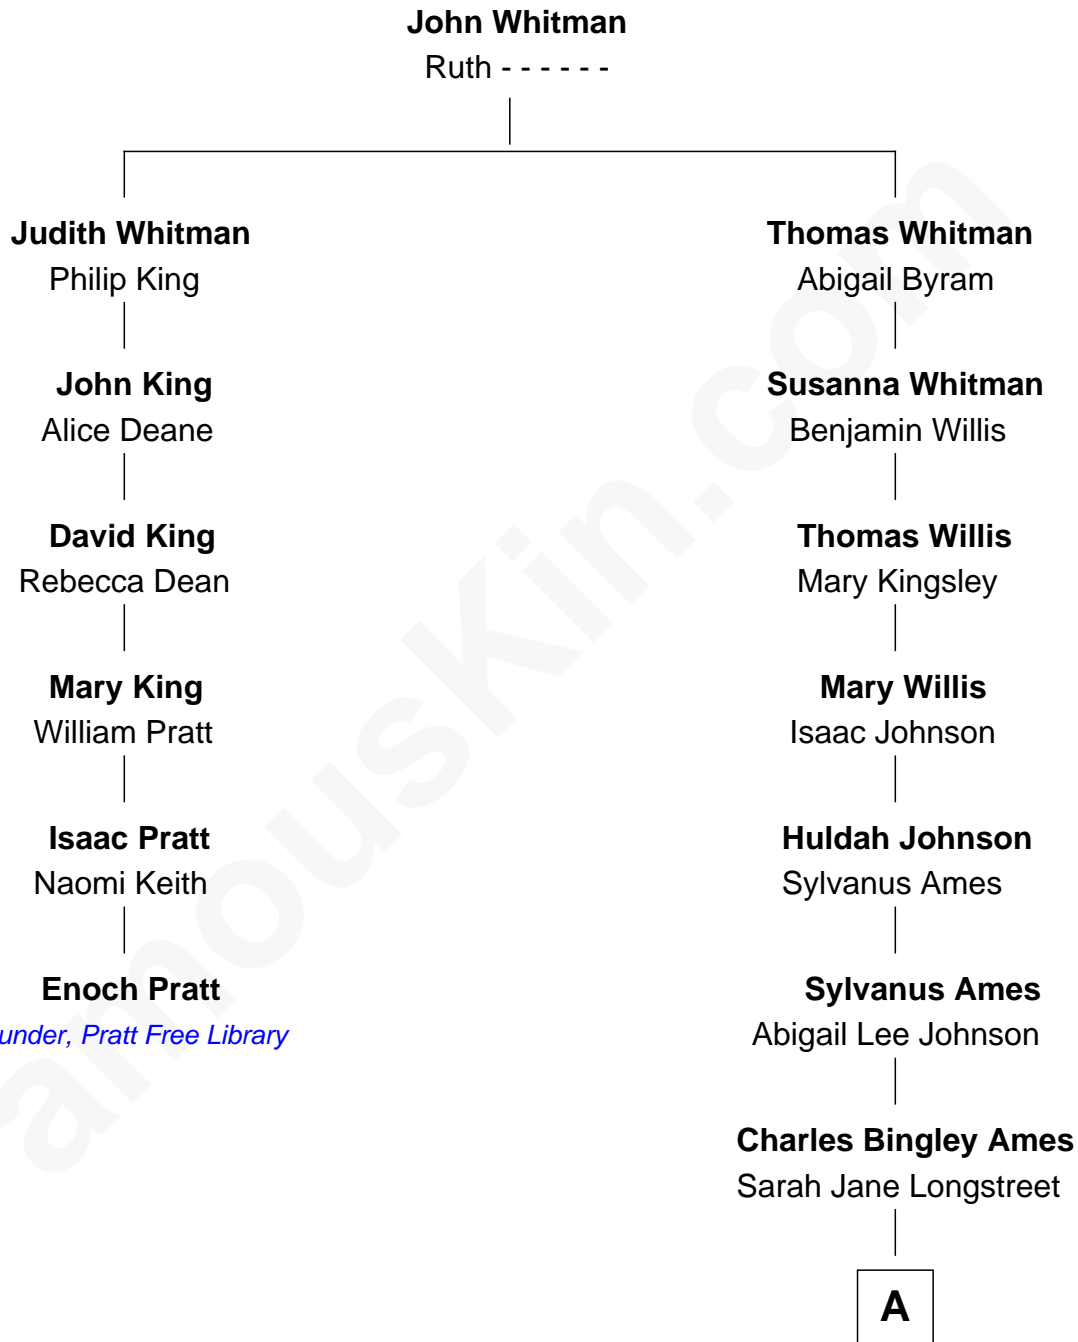 John Whitman
Ruth - - - - - -
Judith Whitman
Philip King
Thomas Whitman
Abigail Byram
John King
Alice Deane
Susanna Whitman
Benjamin Willis
David King
Rebecca Dean
Thomas Willis
Mary Kingsley
Mary King
William Pratt
Mary Willis
Isaac Johnson
Isaac Pratt
Naomi Keith
Huldah Johnson
Sylvanus Ames
Enoch Pratt
under, Pratt Free Library
Sylvanus Ames
Abigail Lee Johnson
Charles Bingley Ames
Sarah Jane Longstreet
A
amousKin.com